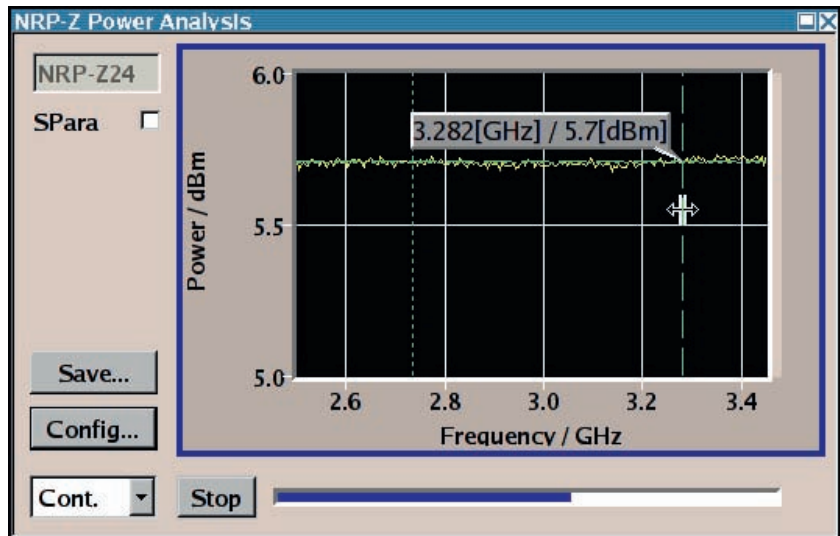 NRP-Z Power Analysis
NRP-Z24
SPara
6.0
3.282[GHz] / 5.7[dBm]
Power / dBm
5.5
5.0
2.6 2.8 3.0 3.2 3.4
Frequency / GHz
Save...
Config...
Cont.
Stop